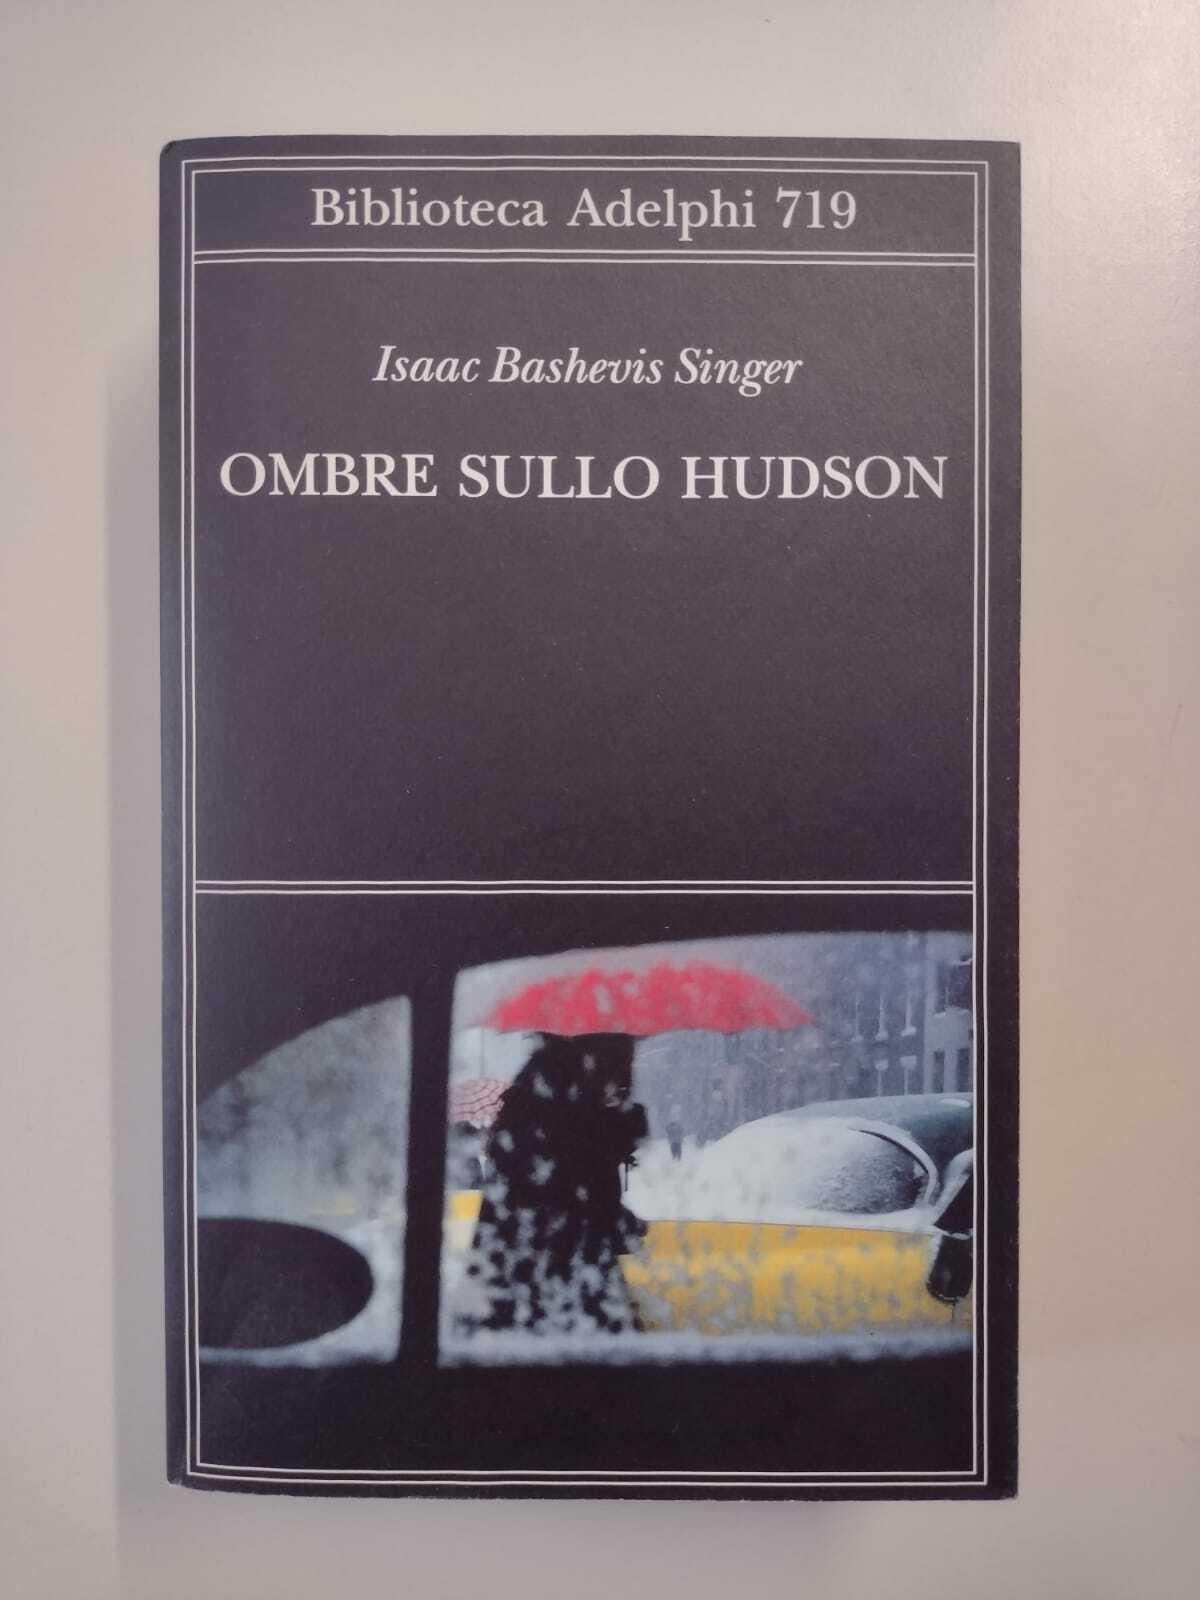 Biblioteca Adelphi 719
Isaac Bashevis Singer
OMBRE SULLO HUDSON